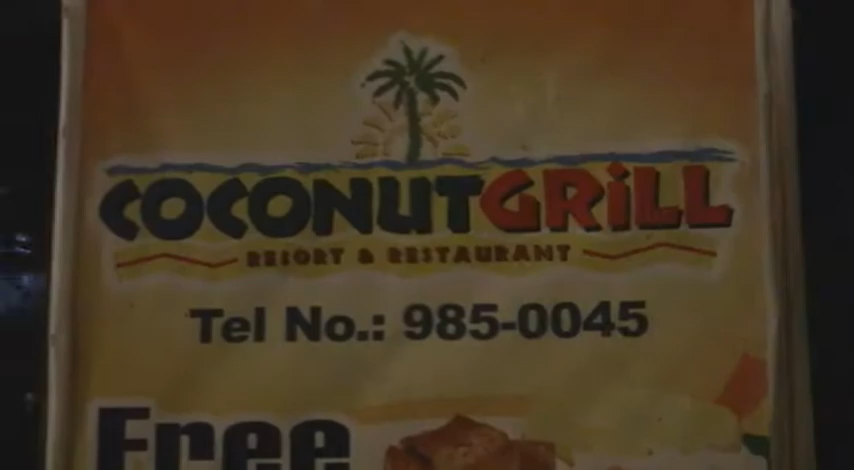 COCONUTGRiLL
RESORT & RESTAURANT
Tel No.: 985-0045
Free